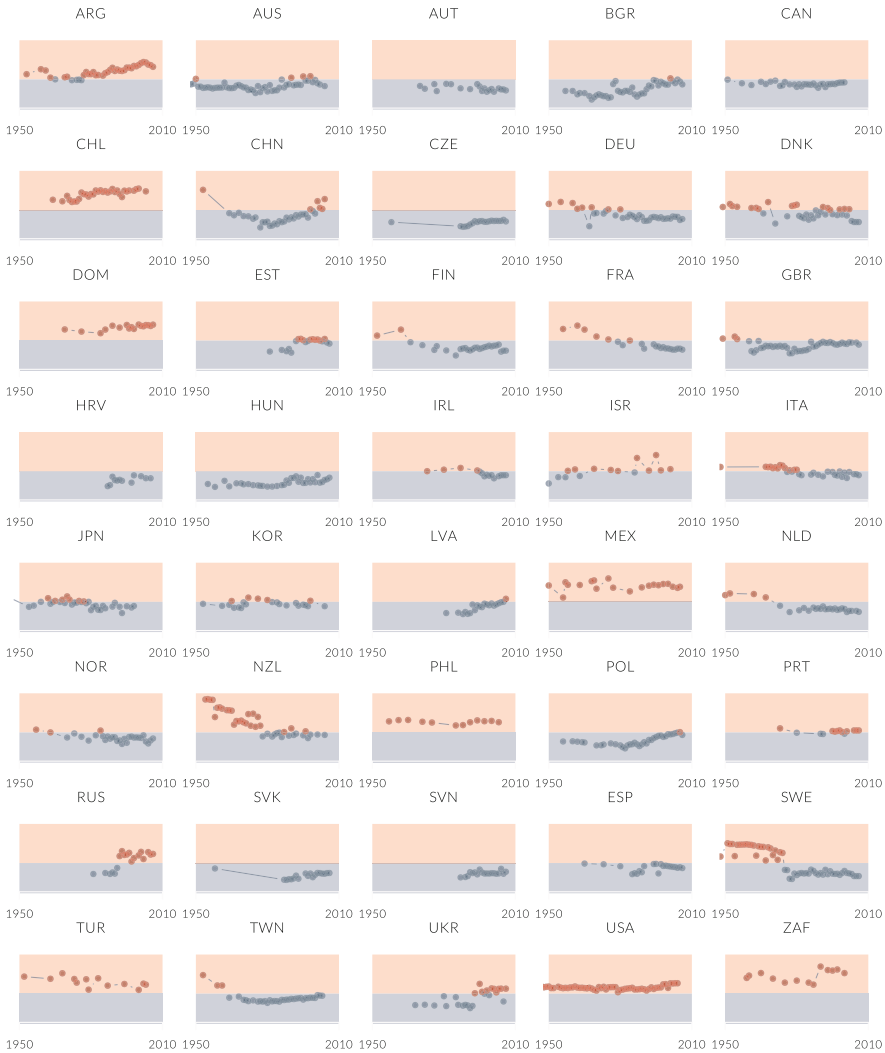 ARG AUS AUT BGR CAN
1950 2010 1950 2010 1950 2010 1950 2010 1950 2010
CHL CHN CZE DEU DNK
1950 2010 1950 2010 1950 2010 1950 2010 1950 2010
DOM EST FIN FRA GBR
1950 2010 1950 2010 1950 2010 1950 2010 1950 2010
HRV HUN IRL ISR ITA
1950 2010 1950 2010 1950 2010 1950 2010 1950 2010
JPN KOR LVA MEX NLD
1950 2010 1950 2010 1950 2010 1950 2010 1950 2010
NOR NZL PHL POL PRT
1950 2010 1950 2010 1950 2010 1950 2010 1950 2010
RUS SVK SVN ESP SWE
1950 2010 1950 2010 1950 2010 1950 2010 1950 2010
TUR TWN UKR USA ZAF
1950 2010 1950 2010 1950 2010 1950 2010 1950 2010